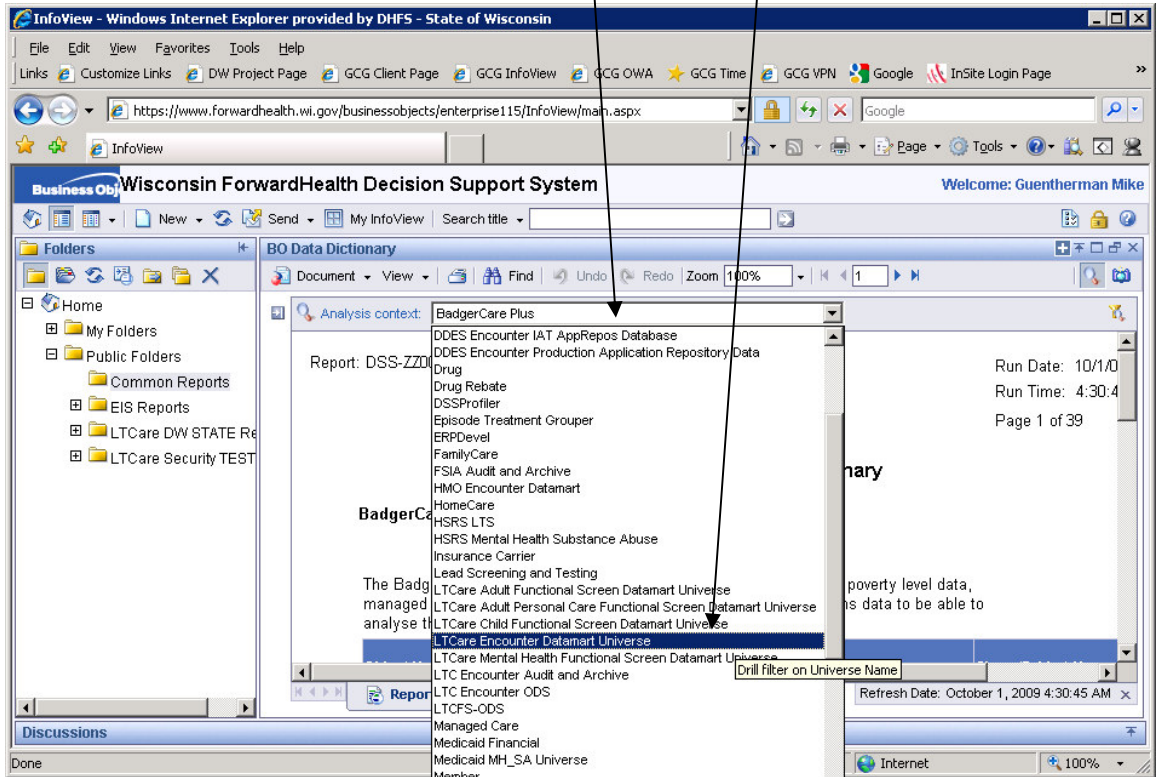 InfoView - Windows Internet Explorer provided by DHFS - State of Wisconsin
File Edit View Favorites Tools Help
Links Customize Links DW Project Page GCG Client Page GCG InfoView GCG OWA GCG Time GCG VPN Google InSite Login Page »
https://www.forwardhealth.wi.gov/businessobjects/enterprise115/InfoView/main.aspx Google
InfoView Page Tools
Business Obj Wisconsin ForwardHealth Decision Support System Welcome: Guentherman Mike
New Send My InfoView Search title
Folders BO Data Dictionary
Document View Find Undo Redo Zoom 100% 1
Home
My Folders
Public Folders
Common Reports
EIS Reports
LTCare DW STATE Re
LTCare Security TEST
Analysis context: BadgerCare Plus
Report: DSS-ZZ00
Run Date: 10/1/0
Run Time: 4:30:4
Page 1 of 39
nary
BadgerCa
The Badg poverty level data,
managed ns data to be able to
analyse th
DDES Encounter IAT AppRepos Database
DDES Encounter Production Application Repository Data
Drug
Drug Rebate
DSSProfiler
Episode Treatment Grouper
ERPDevel
FamilyCare
FSIA Audit and Archive
HMO Encounter Datamart
HomeCare
HSRS LTS
HSRS Mental Health Substance Abuse
Insurance Carrier
Lead Screening and Testing
LTCare Adult Functional Screen Datamart Universe
LTCare Adult Personal Care Functional Screen Datamart Universe
LTCare Child Functional Screen Datamart Universe
LTCare Encounter Datamart Universe
LTCare Mental Health Functional Screen Datamart Universe
LTC Encounter Audit and Archive
LTC Encounter ODS
LTCFS-ODS
Managed Care
Medicaid Financial
Medicaid MH_SA Universe
Member
Drill filter on Universe Name
Repor Refresh Date: October 1, 2009 4:30:45 AM
Discussions
Done Internet 100%